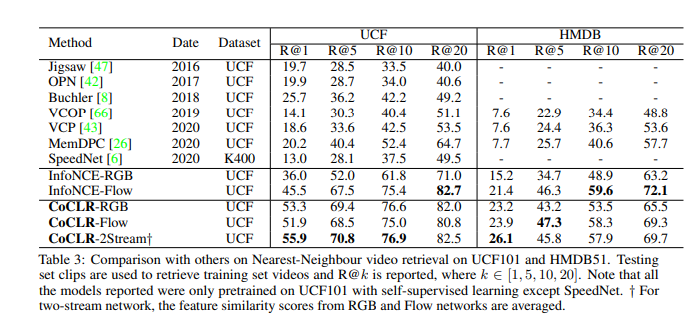 Method Date Dataset UCF HMDB
R@1 R@5 R@10 R@20 R@1 R@5 R@10 R@20
Jigsaw [47] 2016 UCF 19.7 28.5 33.5 40.0 - - - -
OPN [42] 2017 UCF 19.9 28.7 34.0 40.6 - - - -
Buchler [8] 2018 UCF 25.7 36.2 42.2 49.2 - - - -
VCOP [66] 2019 UCF 14.1 30.3 40.4 51.1 7.6 22.9 34.4 48.8
VCP [43] 2020 UCF 18.6 33.6 42.5 53.5 7.6 24.4 36.3 53.6
MemDPC [26] 2020 UCF 20.2 40.4 52.4 64.7 7.7 25.7 40.6 57.7
SpeedNet [6] 2020 K400 13.0 28.1 37.5 49.5 - - - -
InfoNCE-RGB UCF 36.0 52.0 61.8 71.0 15.2 34.7 48.9 63.2
InfoNCE-Flow UCF 45.5 67.5 75.4 82.7 21.4 46.3 59.6 72.1
CoCLR-RGB UCF 53.3 69.4 76.6 82.0 23.2 43.2 53.5 65.5
CoCLR-Flow UCF 51.9 68.5 75.0 80.8 23.9 47.3 58.3 69.3
CoCLR-2Stream† UCF 55.9 70.8 76.9 82.5 26.1 45.8 57.9 69.7
Table 3: Comparison with others on Nearest-Neighbour video retrieval on UCF101 and HMDB51. Testing
set clips are used to retrieve training set videos and R@k is reported, where k ∈ [1, 5, 10, 20]. Note that all
the models reported were only pretrained on UCF101 with self-supervised learning except SpeedNet. † For
two-stream network, the feature similarity scores from RGB and Flow networks are averaged.